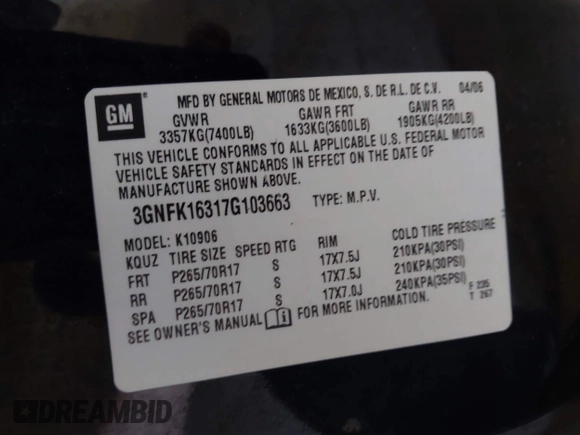 GM
MFD BY GENERAL MOTORS DE MEXICO, S. DE R.L. DE C.V. 04/06
GVWR GAWR FRT GAWR RR
3357KG(7400LB) 1633KG(3600LB) 1905KG(4200LB)
THIS VEHICLE CONFORMS TO ALL APPLICABLE U.S. FEDERAL MOTOR
VEHICLE SAFETY STANDARDS IN EFFECT ON THE DATE OF
MANUFACTURE SHOWN ABOVE.
3GNFK16317G103663 TYPE: M.P.V.
MODEL: K10906
KQUZ TIRE SIZE SPEED RTG RIM COLD TIRE PRESSURE
FRT P265/70R17 S 17X7.5J 210KPA(30PSI)
RR P265/70R17 S 17X7.5J 210KPA(30PSI)
SPA P265/70R17 S 17X7.0J 240KPA(35PSI)
SEE OWNER'S MANUAL FOR MORE INFORMATION.
F 235
T 267
DREAMBID